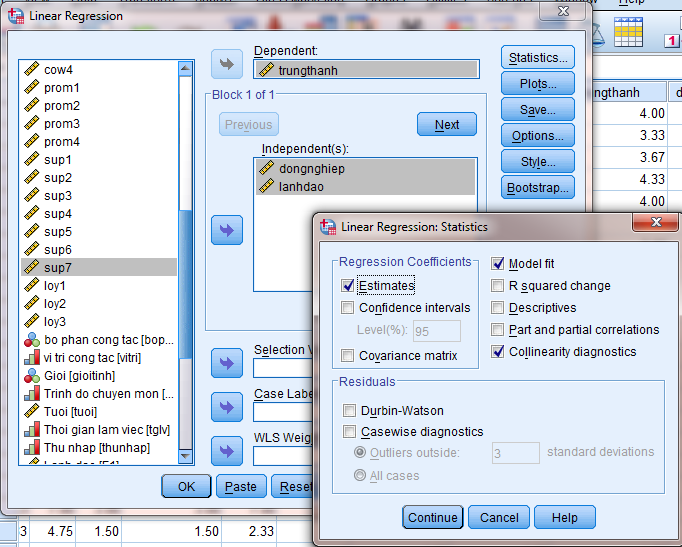 Linear Regression
cow4
prom1
prom2
prom3
prom4
sup1
sup2
sup3
sup4
sup5
sup6
sup7
loy1
loy2
loy3
bo phan cong tac [bop...
vi tri cong tac [vitri]
Gioi [gioitinh]
Trinh do chuyen mon [...
Tuoi [tuoi]
Thoi gian lam viec [tglv]
Thu nhap [thunhap]
Dependent:
trungthanh
Block 1 of 1
Previous
Next
Independent(s):
dongnghiep
lanhdao
Selection V
Case Labe
WLS Weig
Statistics...
Plots...
Save...
Options...
Style...
Bootstrap...
OK
Paste
Reset
ngthanh
d
4.00
3.33
3.67
4.33
4.00
1
Linear Regression: Statistics
Regression Coefficients
Estimates
Confidence intervals
Level(%): 95
Covariance matrix
Model fit
R squared change
Descriptives
Part and partial correlations
Collinearity diagnostics
Residuals
Durbin-Watson
Casewise diagnostics
Outliers outside: 3 standard deviations
All cases
Continue
Cancel
Help
3 4.75 1.50 1.50 2.33